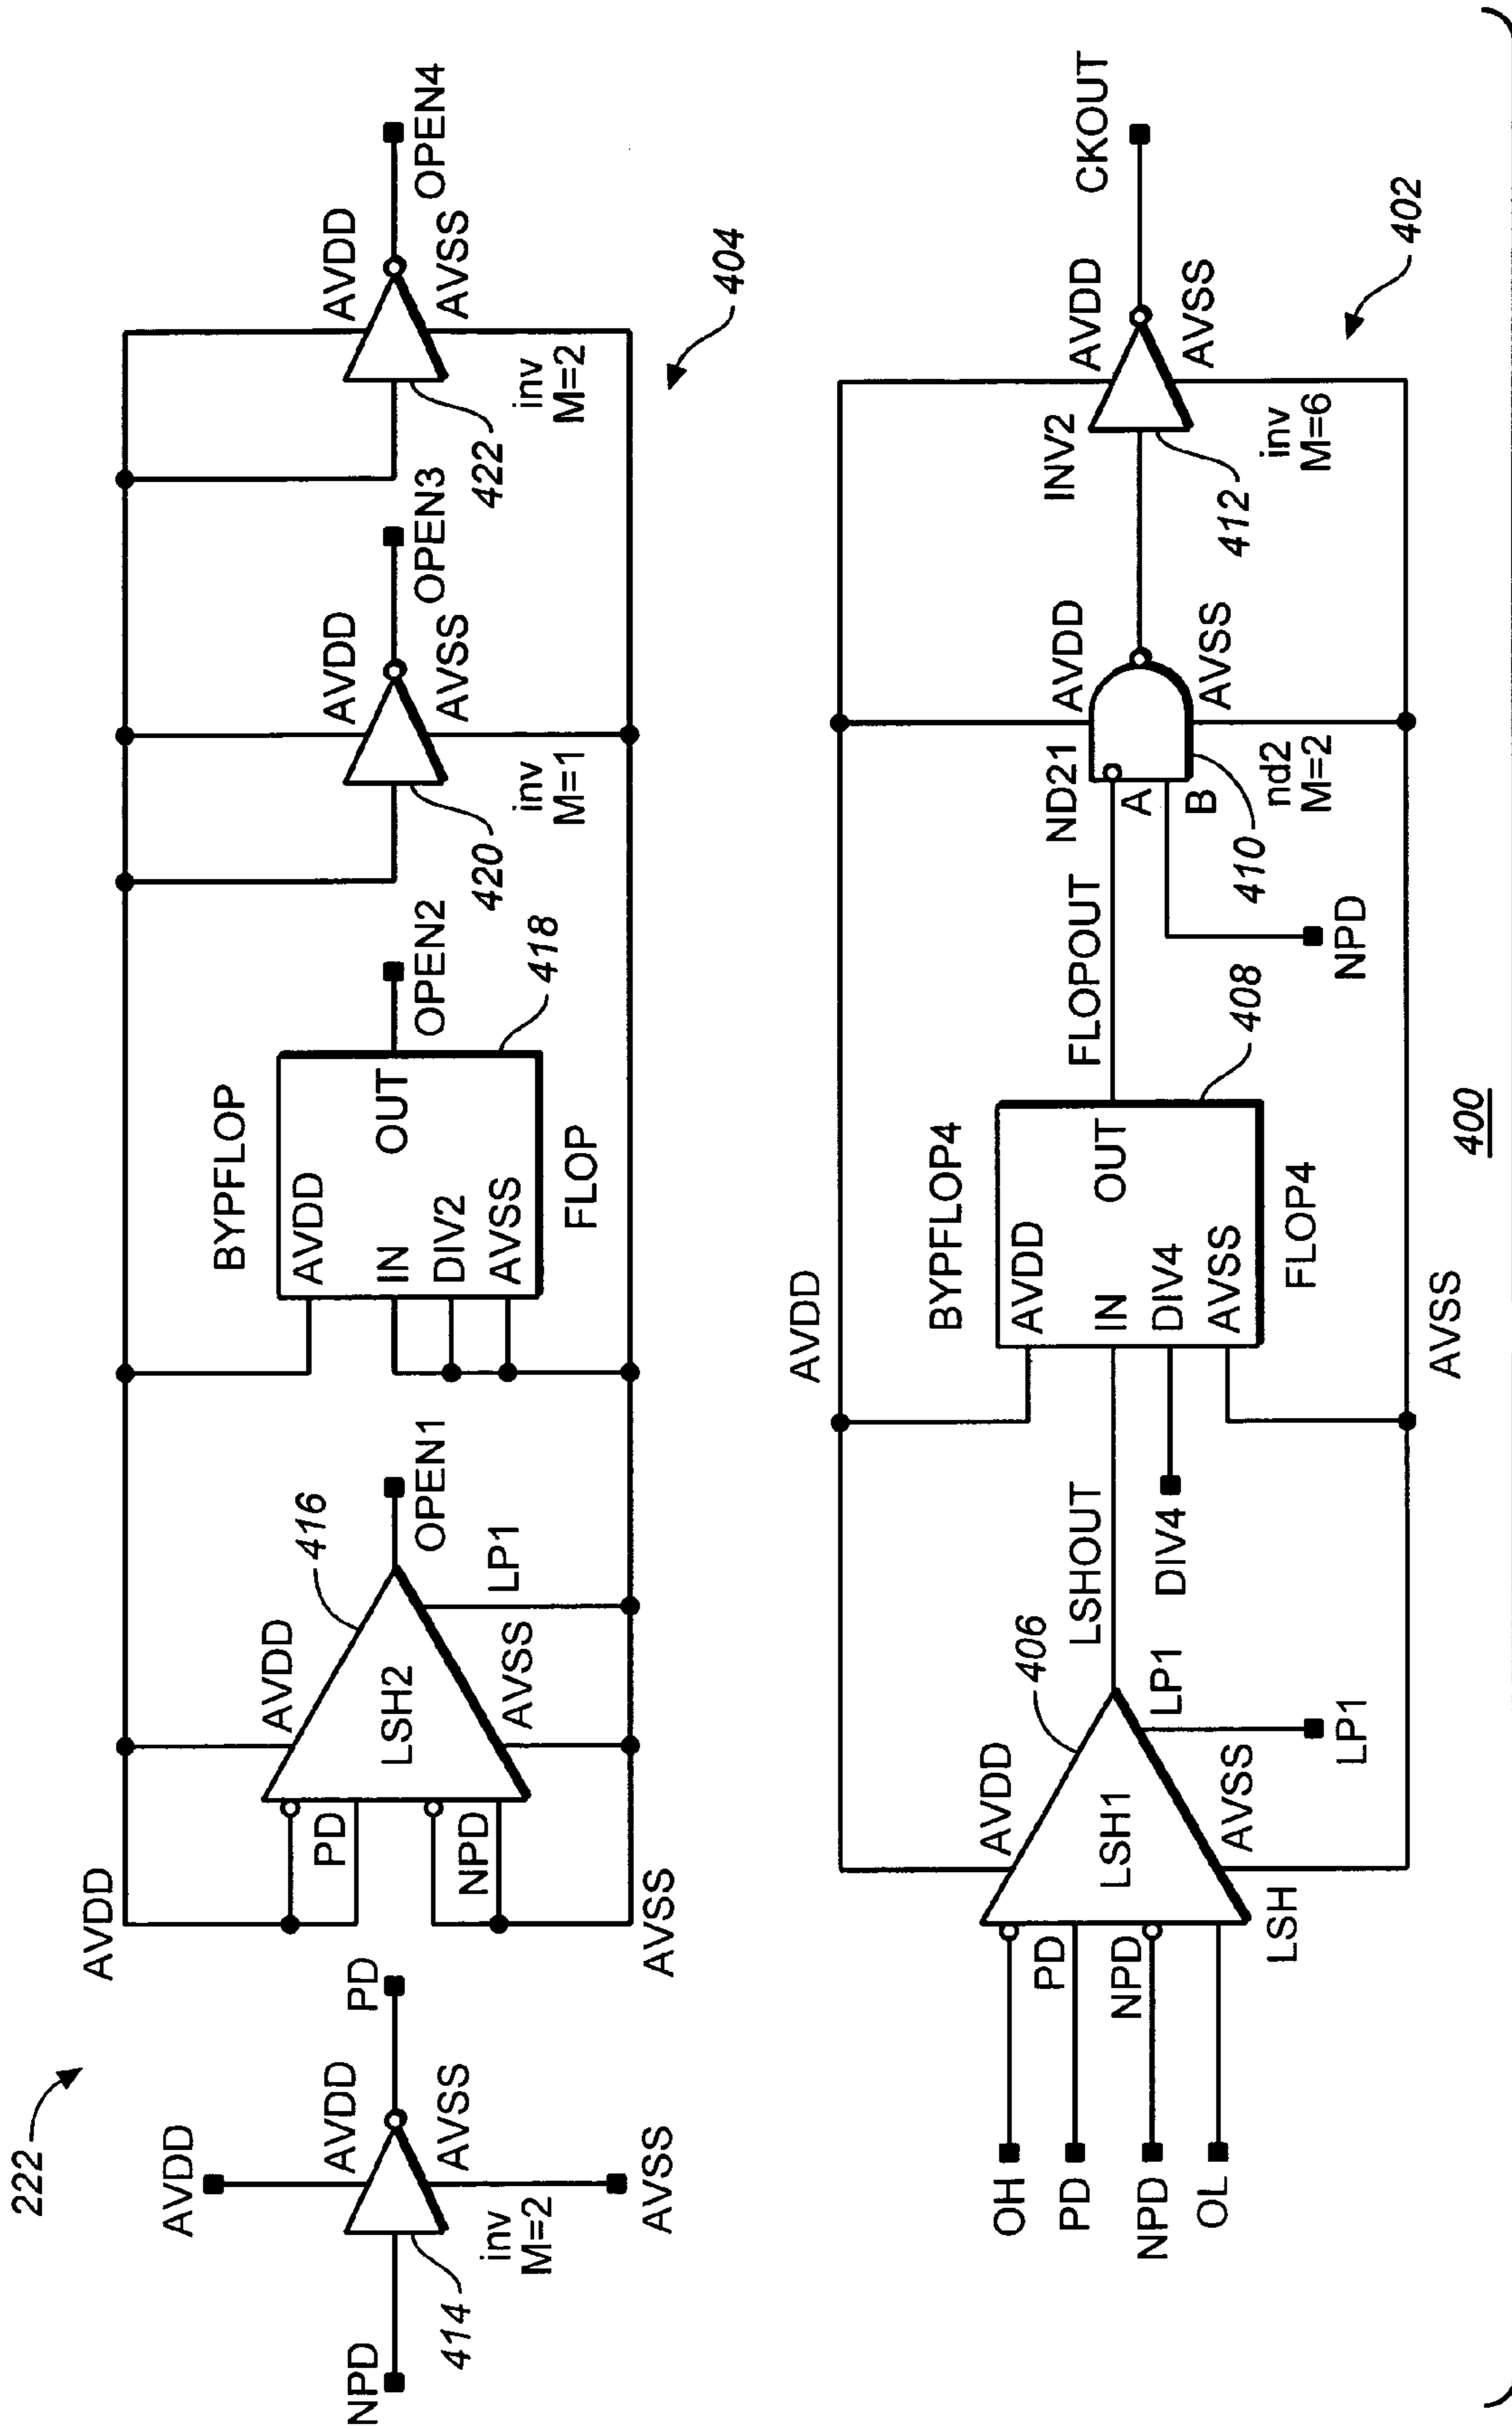 222
AVDD
NPD
AVDD
AVSS
PD
inv
M=2
414
AVSS
AVDD
PD
NPD
AVDD
LSH2
AVSS
LP1
416
OPEN1
AVSS
BYPFLOP
AVDD
IN
DIV2
AVSS
OUT
FLOP
418
OPEN2
AVDD
AVSS
inv
M=1
420
OPEN3
AVDD
AVSS
inv
M=2
422
OPEN4
404
OH
PD
NPD
OL
PD
NPD
AVDD
LSH1
AVSS
LSH
LP1
LP1
406
LSHOUT
DIV4
AVDD
BYPFLOP4
AVDD
IN
DIV4
AVSS
OUT
FLOP4
408
AVSS
FLOPOUT
NPD
ND21
A
B
AVDD
AVSS
nd2
M=2
410
INV2
AVDD
AVSS
inv
M=6
412
CKOUT
402
400